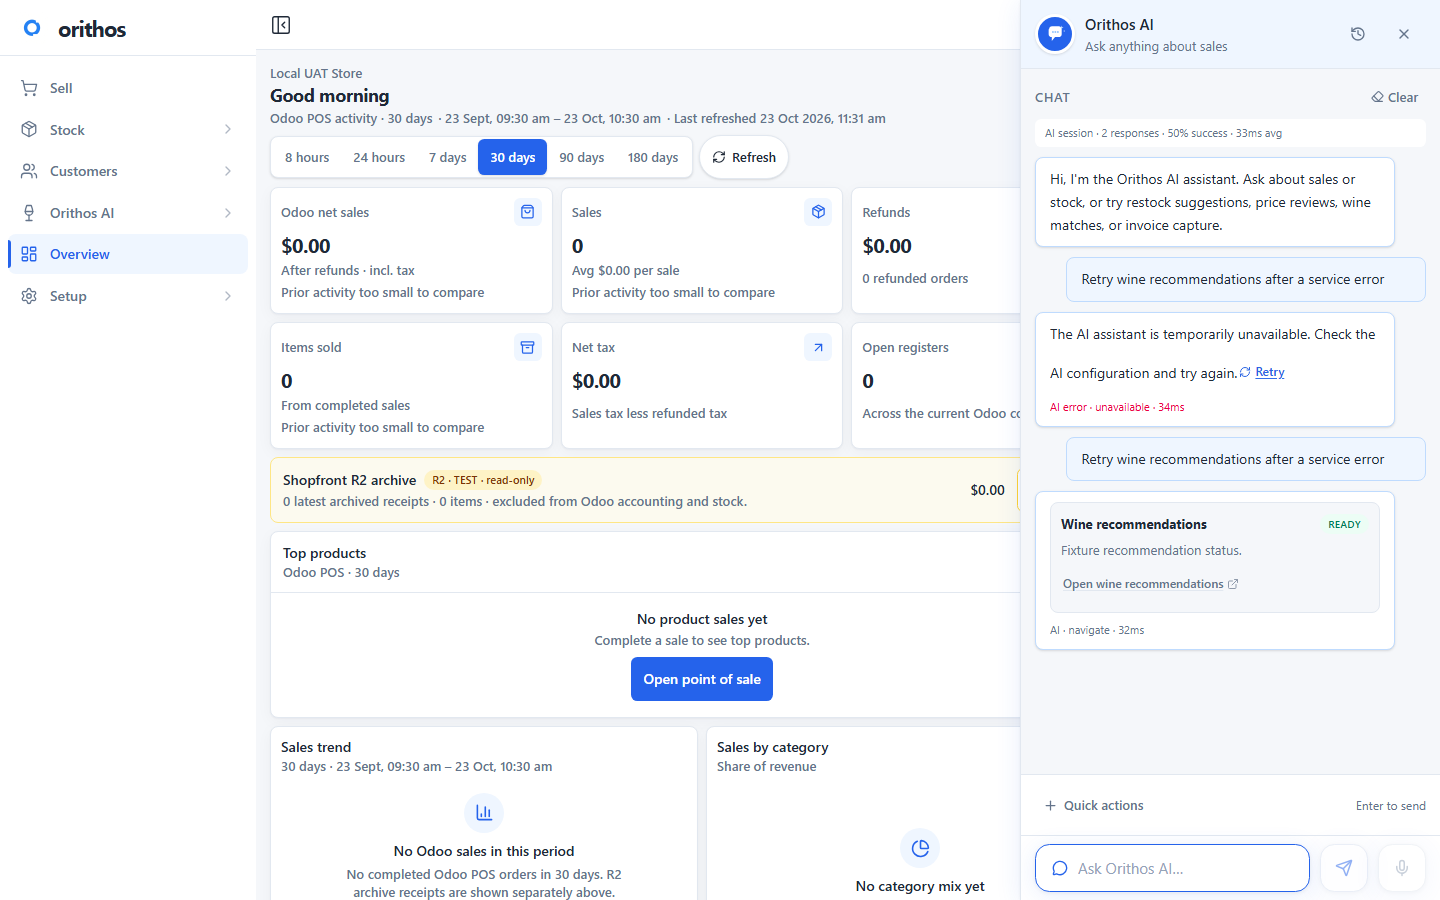 orithos
Sell
Stock
Customers
Orithos AI
Overview
Setup
Local UAT Store
Good morning
Odoo POS activity · 30 days · 23 Sept, 09:30 am – 23 Oct, 10:30 am · Last refreshed 23 Oct 2026, 11:31 am
8 hours 24 hours 7 days 30 days 90 days 180 days Refresh
Odoo net sales
$0.00
After refunds · incl. tax
Prior activity too small to compare
Sales
0
Avg $0.00 per sale
Prior activity too small to compare
Refunds
$0.00
0 refunded orders
Items sold
0
From completed sales
Prior activity too small to compare
Net tax
$0.00
Sales tax less refunded tax
Open registers
0
Across the current Odoo
Shopfront R2 archive R2 · TEST · read-only
0 latest archived receipts · 0 items · excluded from Odoo accounting and stock.
$0.00
Top products
Odoo POS · 30 days
No product sales yet
Complete a sale to see top products.
Open point of sale
Sales trend
30 days · 23 Sept, 09:30 am – 23 Oct, 10:30 am
No Odoo sales in this period
No completed Odoo POS orders in 30 days. R2
archive receipts are shown separately above.
Sales by category
Share of revenue
No category mix yet
Orithos AI
Ask anything about sales
CHAT
Clear
AI session · 2 responses · 50% success · 33ms avg
Hi, I'm the Orithos AI assistant. Ask about sales or
stock, or try restock suggestions, price reviews, wine
matches, or invoice capture.
Retry wine recommendations after a service error
The AI assistant is temporarily unavailable. Check the
AI configuration and try again. Retry
AI error · unavailable · 34ms
Retry wine recommendations after a service error
Wine recommendations READY
Fixture recommendation status.
Open wine recommendations
AI · navigate · 32ms
Quick actions
Enter to send
Ask Orithos AI...